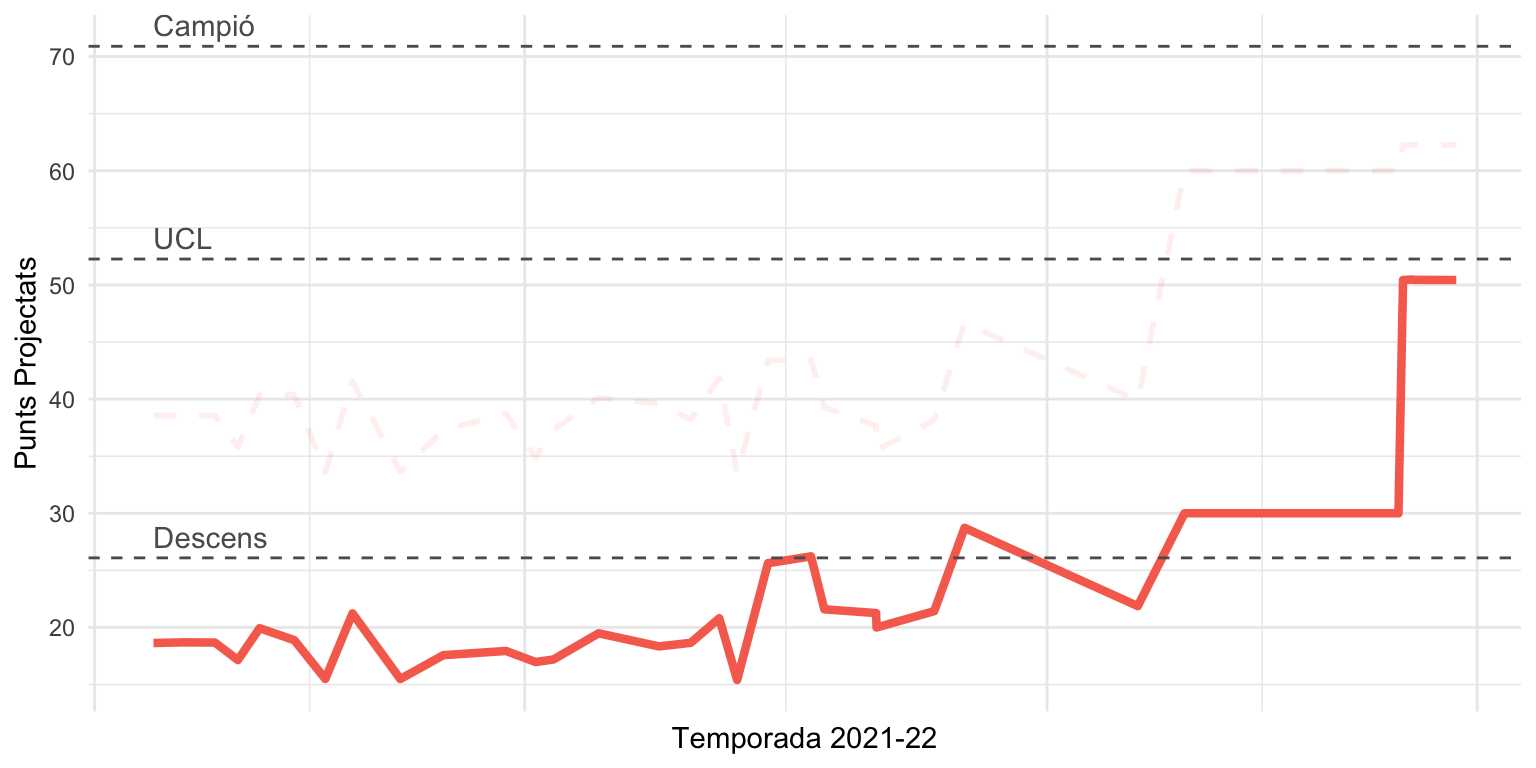 Campió
70
60
UCL
50
Punts Projectats
40
30
Descens
20
Temporada 2021-22